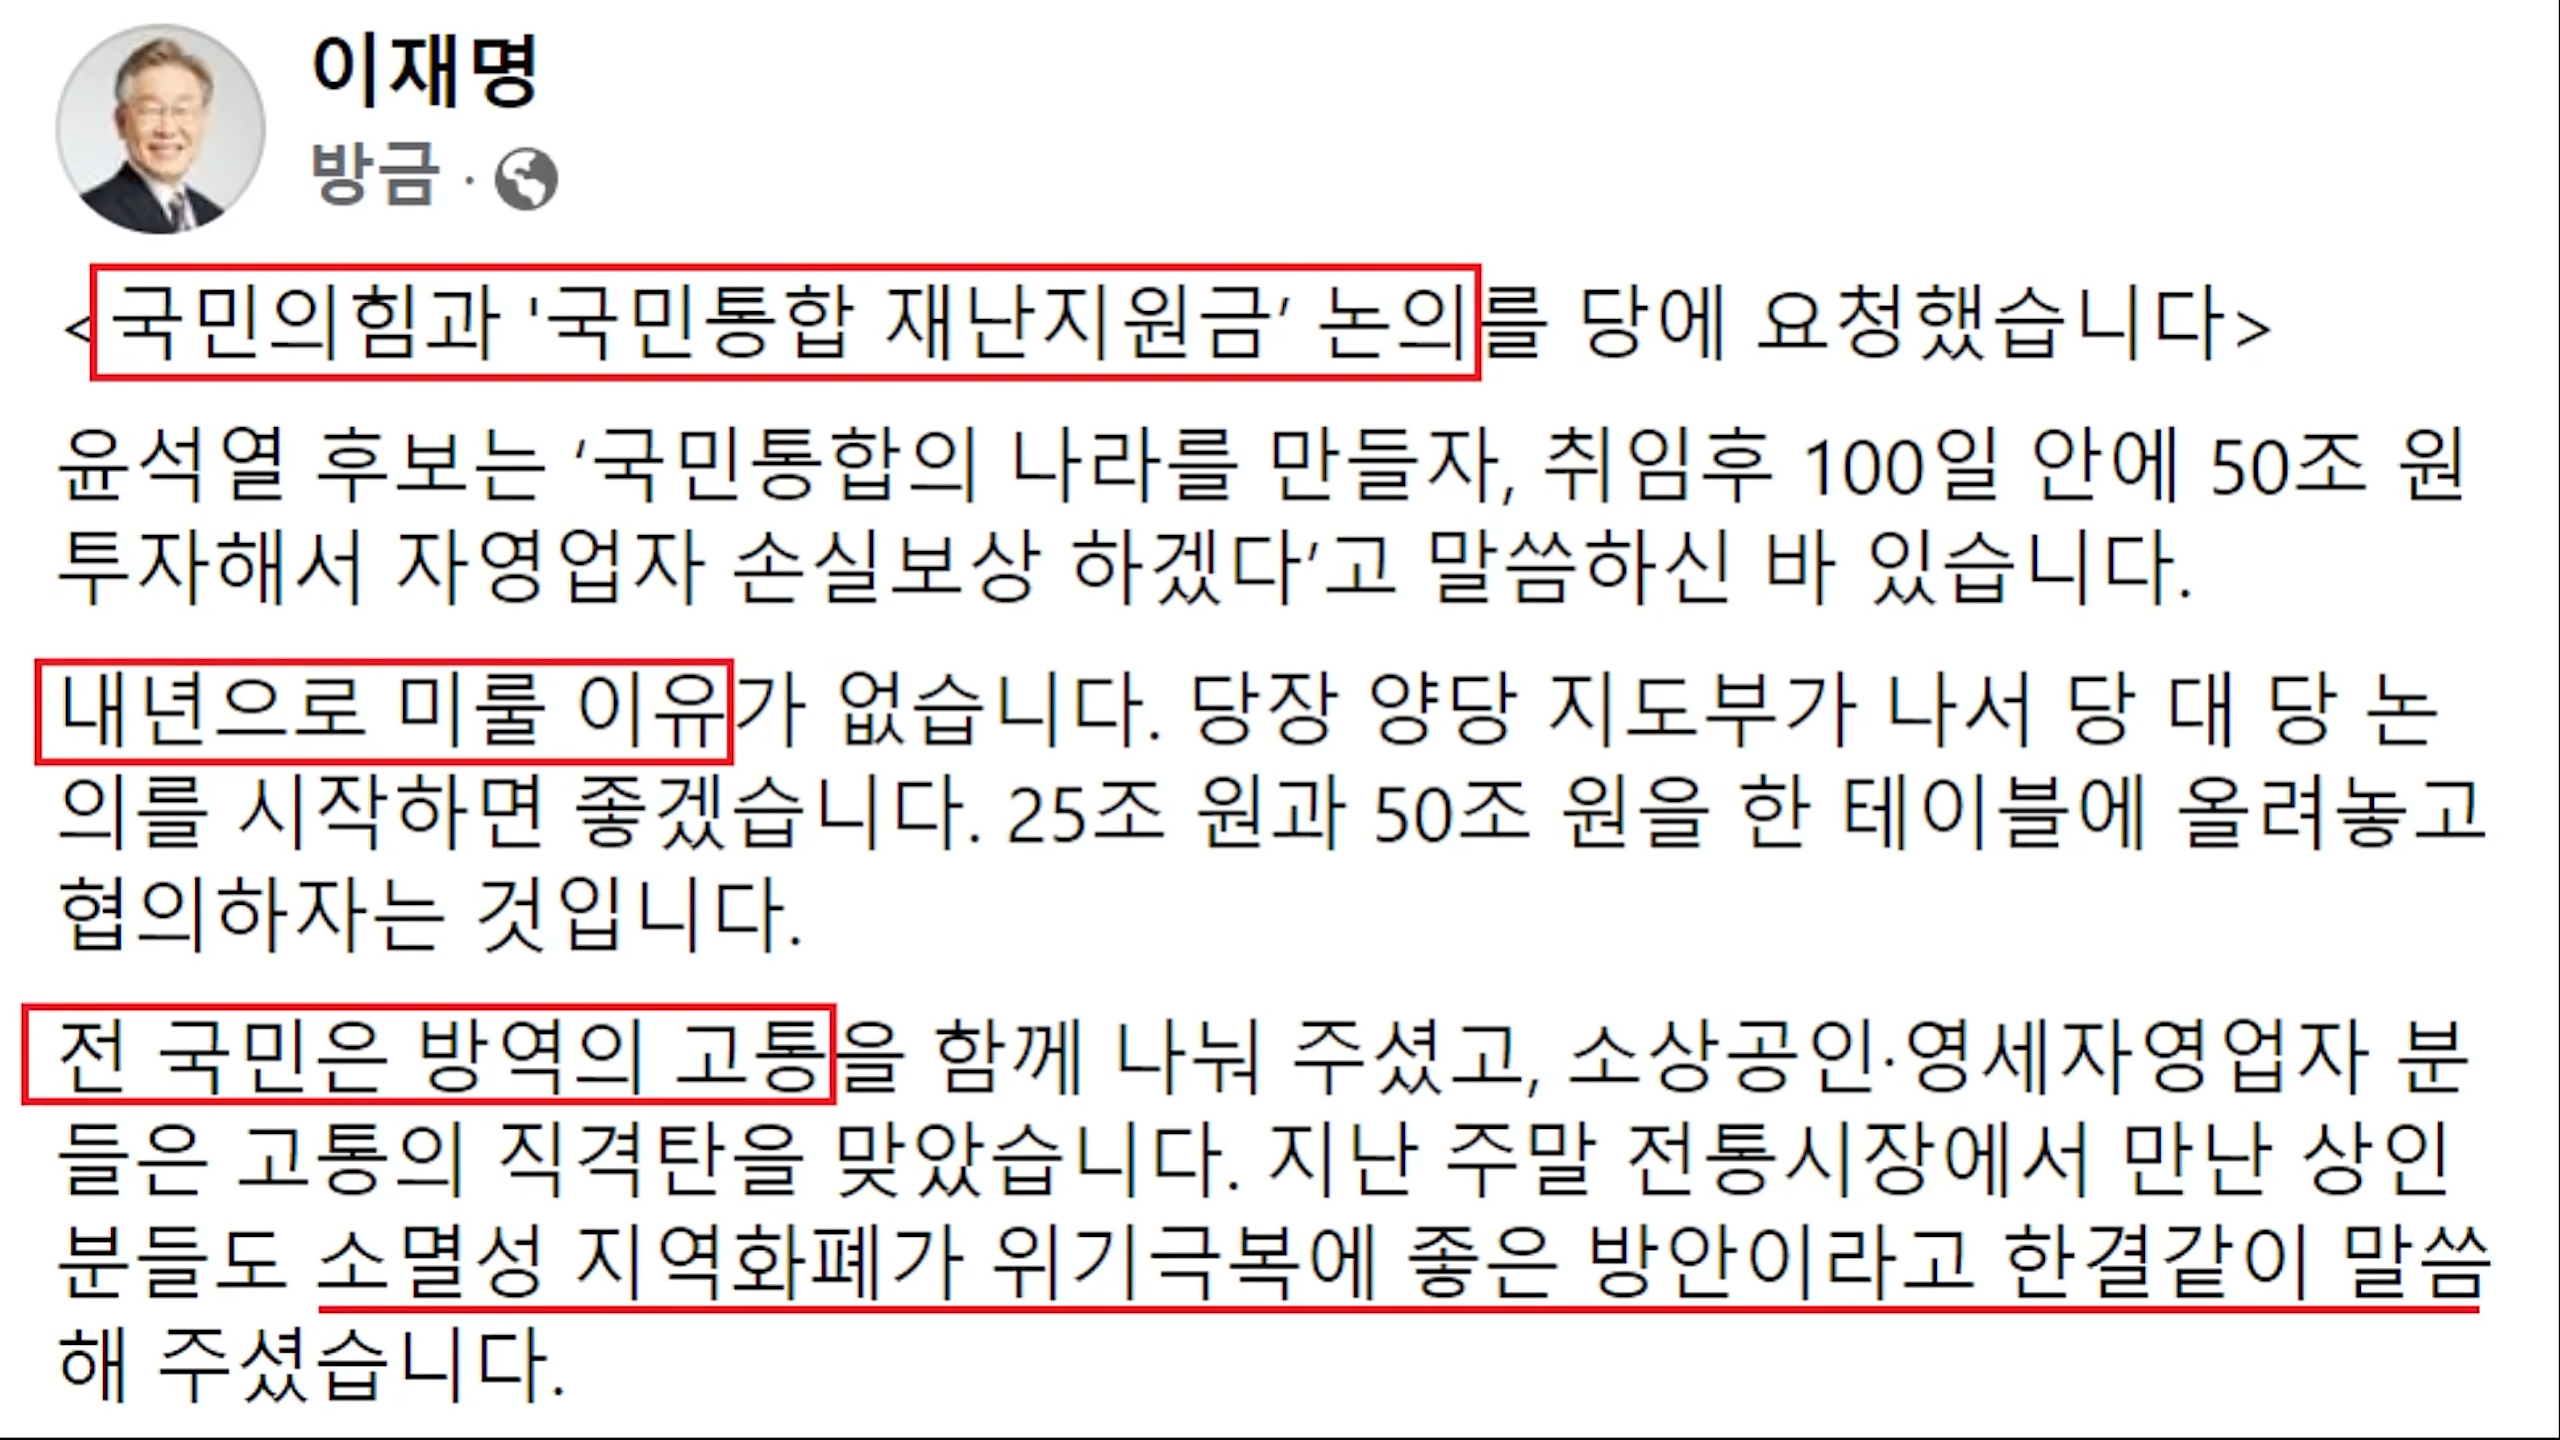 이재명
방금 ·
<국민의힘과 '국민통합 재난지원금' 논의를 당에 요청했습니다>
윤석열 후보는 '국민통합의 나라를 만들자, 취임후 100일 안에 50조 원
투자해서 자영업자 손실보상 하겠다'고 말씀하신 바 있습니다.
내년으로 미룰 이유가 없습니다. 당장 양당 지도부가 나서 당 대 당 논
의를 시작하면 좋겠습니다. 25조 원과 50조 원을 한 테이블에 올려놓고
협의하자는 것입니다.
전 국민은 방역의 고통을 함께 나눠 주셨고, 소상공인·영세자영업자 분
들은 고통의 직격탄을 맞았습니다. 지난 주말 전통시장에서 만난 상인
분들도 소멸성 지역화폐가 위기극복에 좋은 방안이라고 한결같이 말씀
해 주셨습니다.